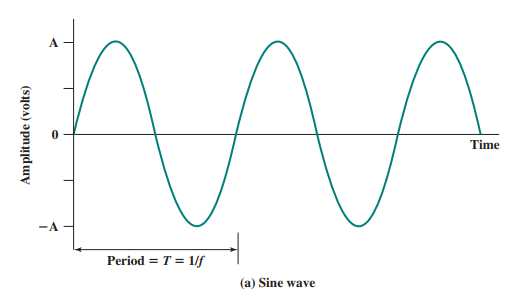 A
Amplitude (volts)
0
Time
−A
Period = T = 1/f
(a) Sine wave